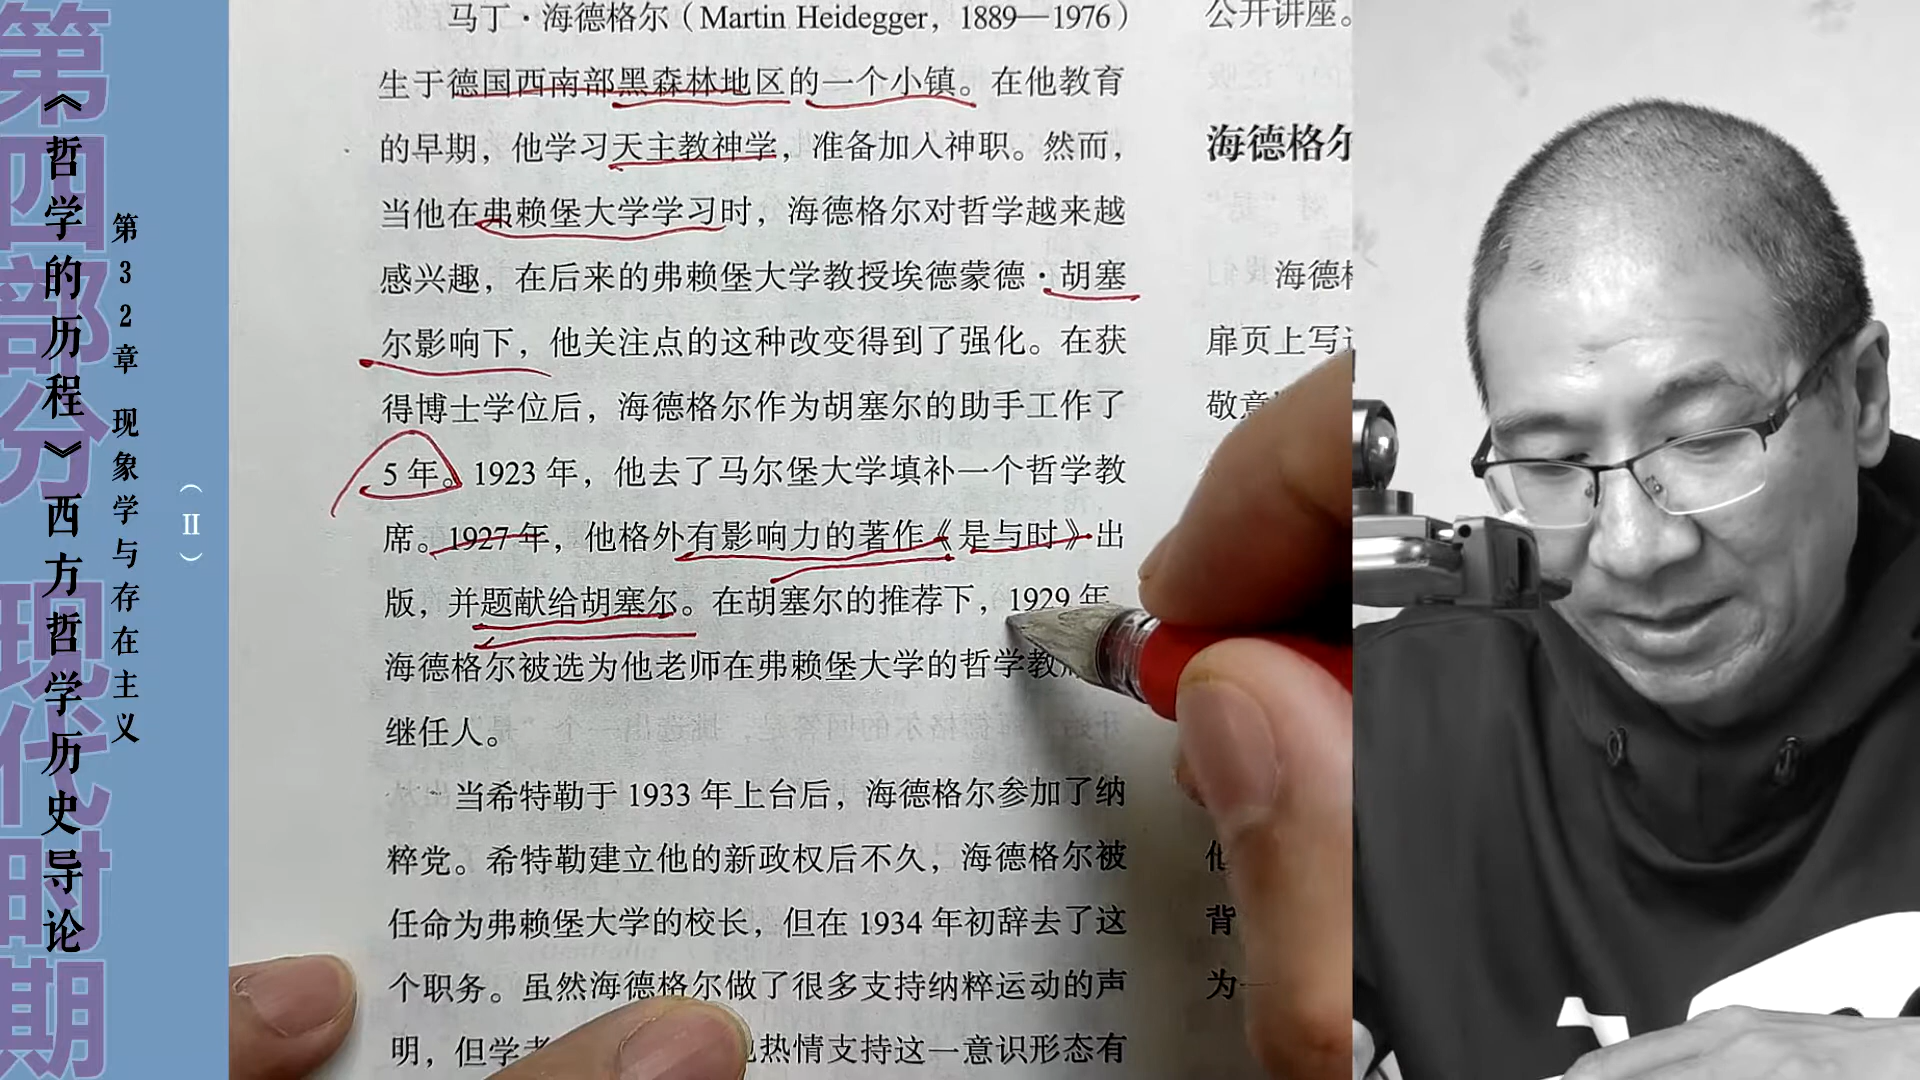 第四部分 现代时期
《哲学的历程》西方哲学历史导论
第32章 现象学与存在主义
（Ⅱ）
马丁·海德格尔（Martin Heidegger，1889—1976）
生于德国西南部黑森林地区的一个小镇。在他教育
的早期，他学习天主教神学，准备加入神职。然而，
当他在弗赖堡大学学习时，海德格尔对哲学越来越
感兴趣，在后来的弗赖堡大学教授埃德蒙德·胡塞
尔影响下，他关注点的这种改变得到了强化。在获
得博士学位后，海德格尔作为胡塞尔的助手工作了
5年。1923年，他去了马尔堡大学填补一个哲学教
席。1927年，他格外有影响力的著作《是与时》出
版，并题献给胡塞尔。在胡塞尔的推荐下，1929年
海德格尔被选为他老师在弗赖堡大学的哲学教
继任人。
当希特勒于1933年上台后，海德格尔参加了纳
粹党。希特勒建立他的新政权后不久，海德格尔被
任命为弗赖堡大学的校长，但在1934年初辞去了这
个职务。虽然海德格尔做了很多支持纳粹运动的声
明，但学 热情支持这一意识形态有
公开讲座。
海德格尔
海德
扉页上写
敬意
背
为